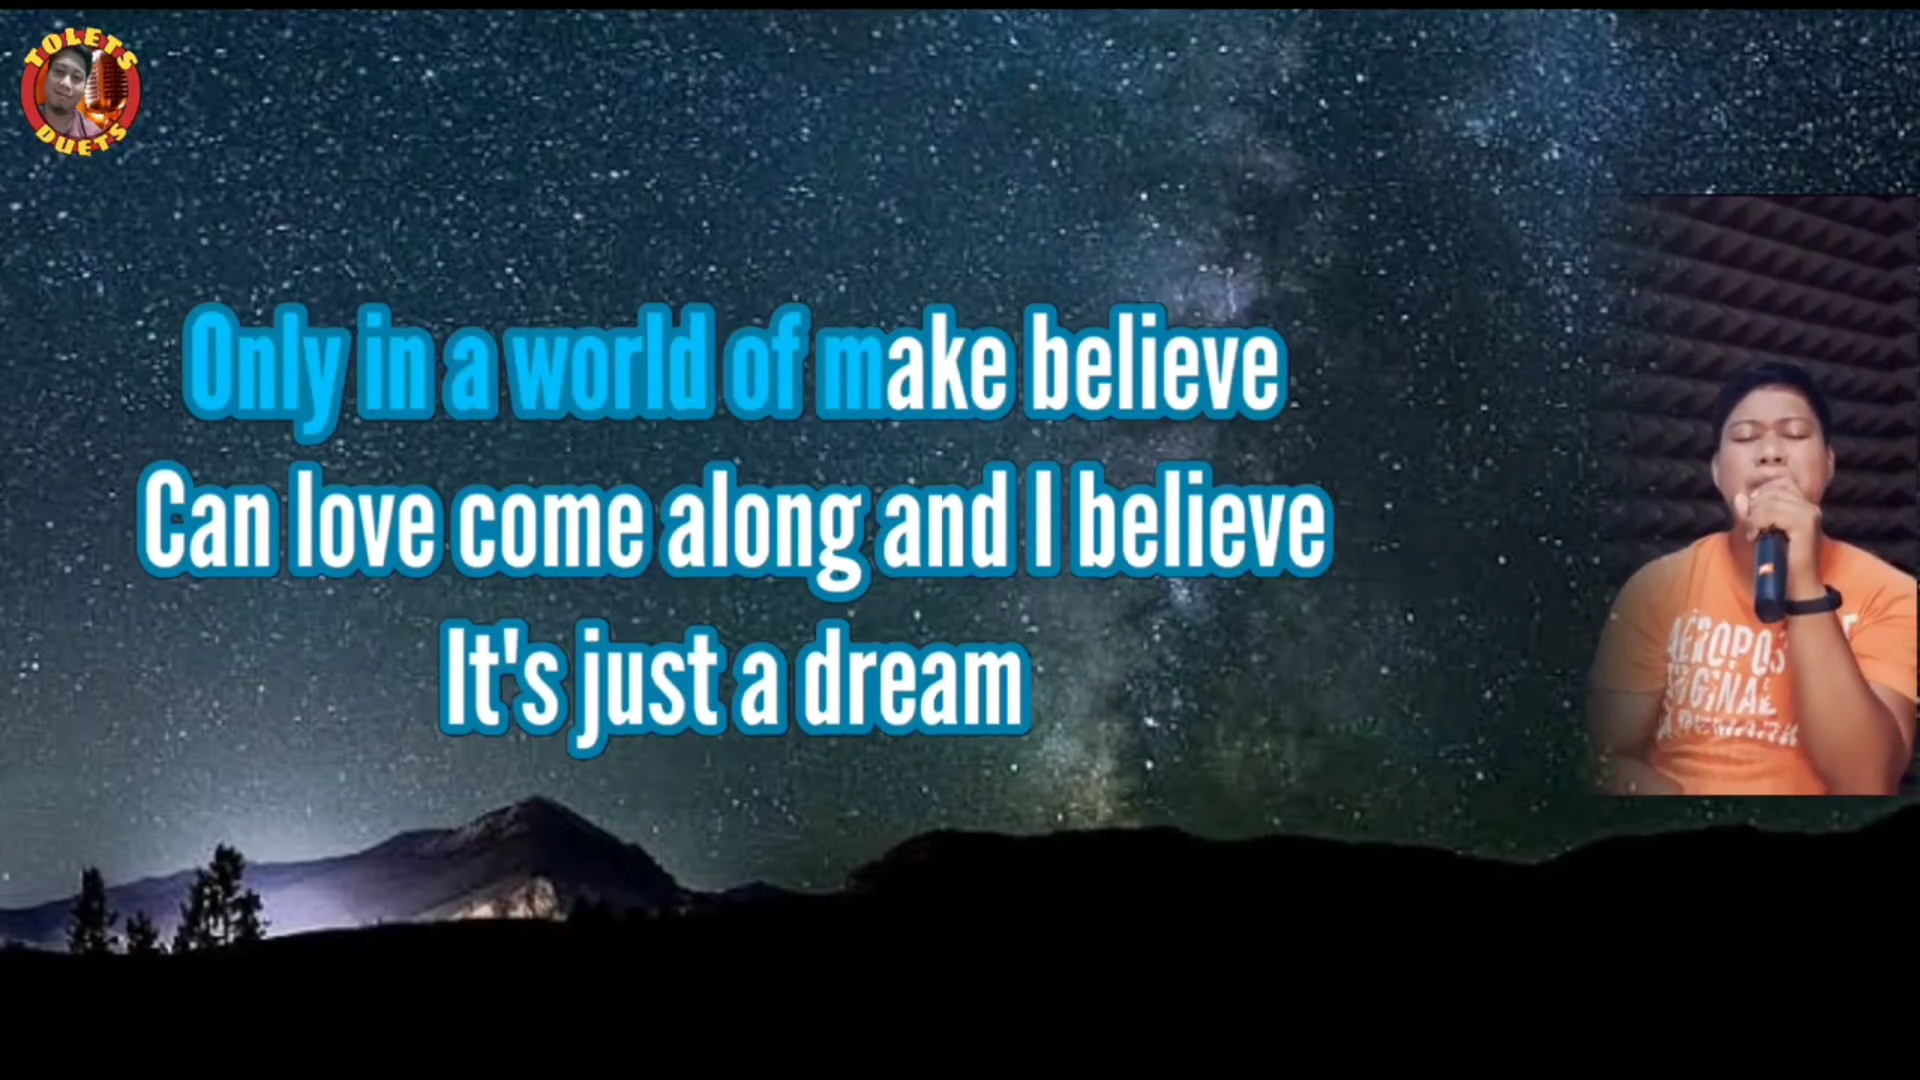 TOLETS
DUETS
Only in a world of make believe
Can love come along and I believe
It's just a dream